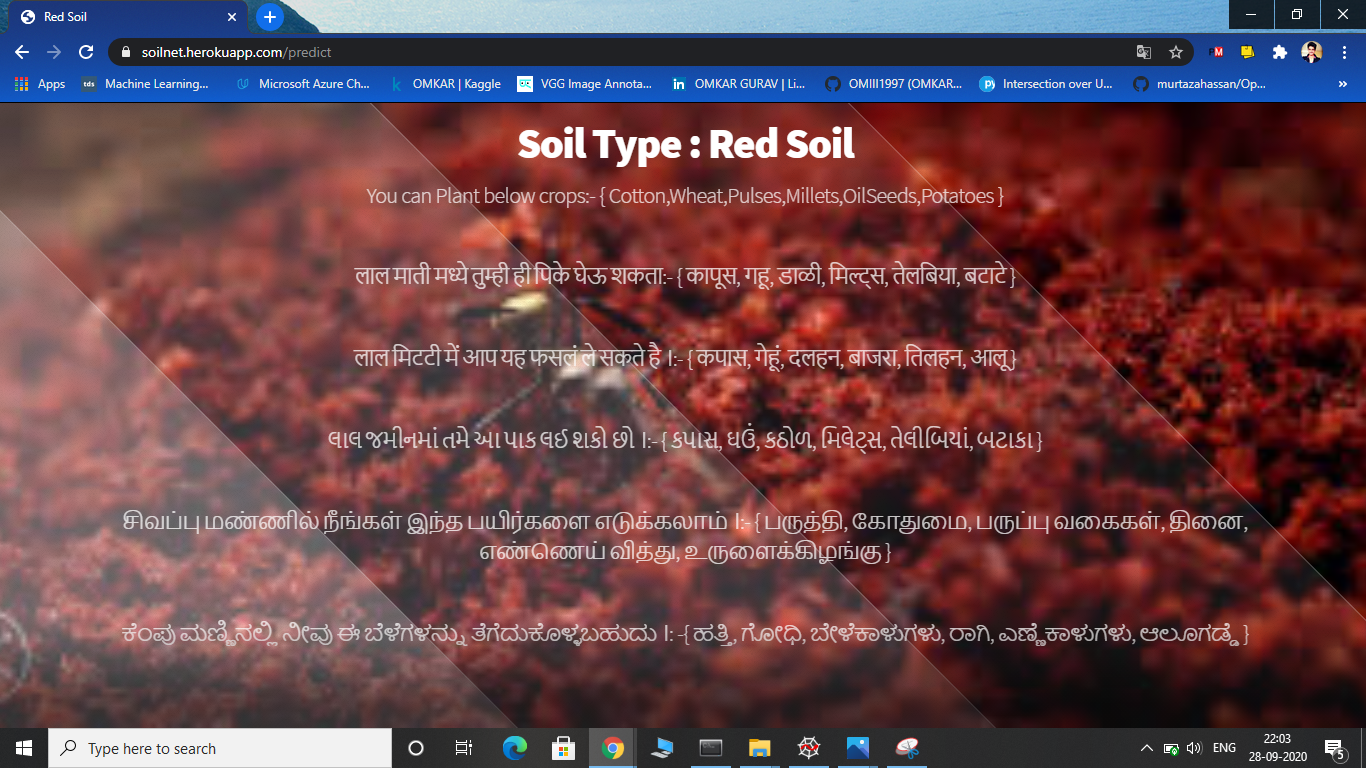 Red Soil
soilnet.herokuapp.com/predict
Apps
Machine Learning...
Microsoft Azure Ch...
OMKAR | Kaggle
VGG Image Annota...
OMKAR GURAV | Li...
OMIII1997 (OMKAR...
Intersection over U...
murtazahassan/Op...
»
Soil Type : Red Soil
You can Plant below crops:- { Cotton,Wheat,Pulses,Millets,OilSeeds,Potatoes }
लाल माती मध्ये तुम्ही ही पिके घेऊ शकता:- { कापूस, गहू, डाळी, मिल्ट्स, तेलबिया, बटाटे }
लाल मिटटी में आप यह फसलं ले सकते है ।:- { कपास, गेहूं, दलहन, बाजरा, तिलहन, आलू }
લાલ જમીનમાં તમે આ પાક લઈ શકો છો ।:- { કપાસ, ઘઉં, કઠોળ, મિલેટ્સ, તેલીબિયાં, બટાકા }
சிவப்பு மண்ணில் நீங்கள் இந்த பயிர்களை எடுக்கலாம் ।:- { பருத்தி, கோதுமை, பருப்பு வகைகள், தினை,
எண்ணெய் வித்து, உருளைக்கிழங்கு }
ಕೆಂಪು ಮಣ್ಣಿನಲ್ಲಿ ನೀವು ಈ ಬೆಳೆಗಳನ್ನು ತೆಗೆದುಕೊಳ್ಳಬಹುದು ।: -{ ಹತ್ತಿ, ಗೋಧಿ, ಬೇಳೆಕಾಳುಗಳು, ರಾಗಿ, ಎಣ್ಣೆಕಾಳುಗಳು, ಆಲೂಗಡ್ಡೆ }
Type here to search
ENG
22:03
28-09-2020
5